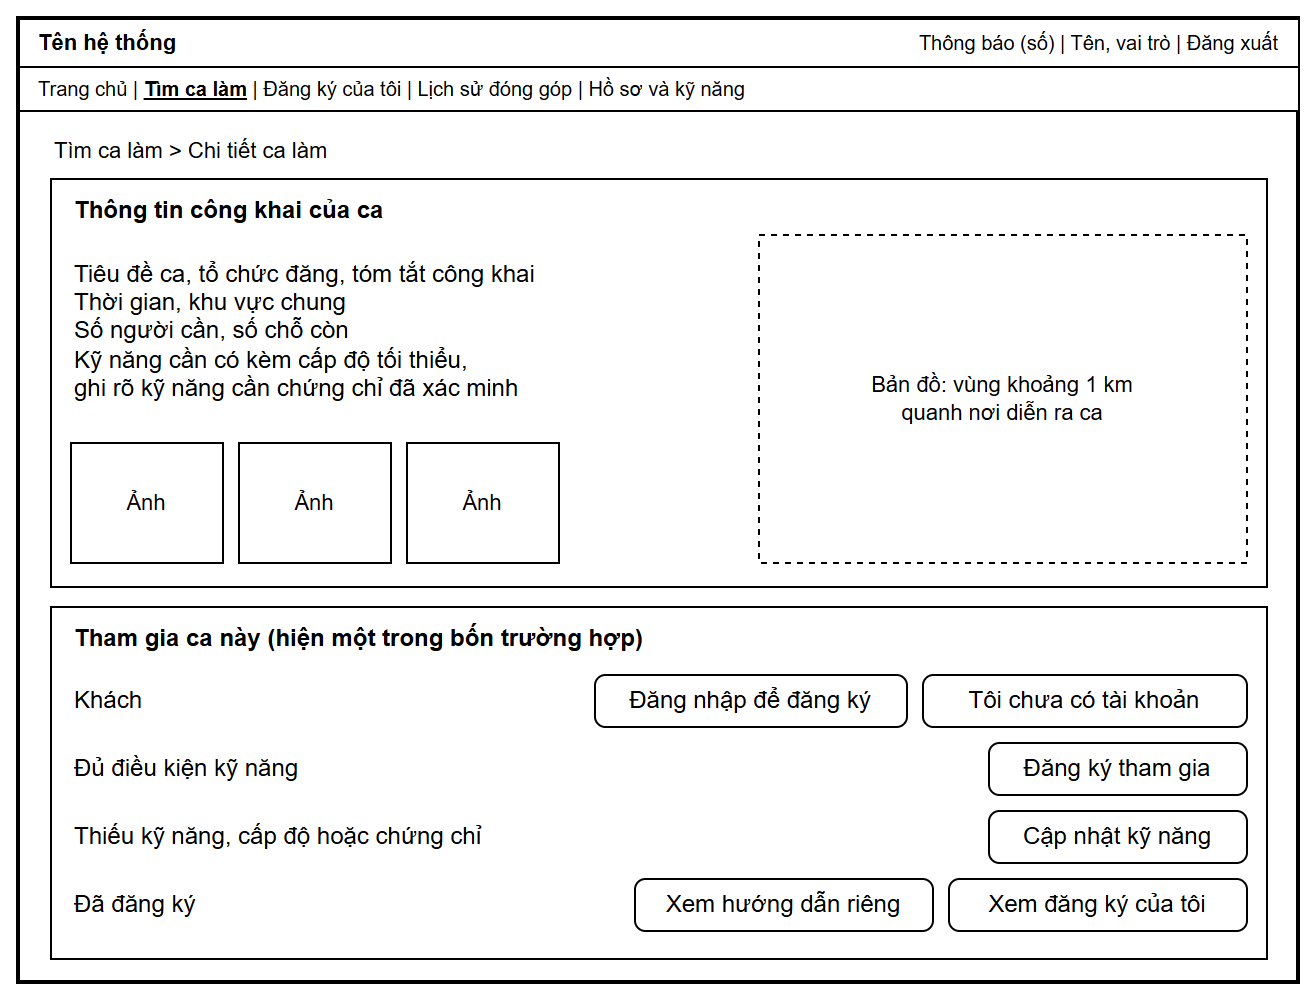 Tên hệ thống
Thông báo (số) | Tên, vai trò | Đăng xuất
Trang chủ | Tìm ca làm | Đăng ký của tôi | Lịch sử đóng góp | Hồ sơ và kỹ năng
Tìm ca làm > Chi tiết ca làm
Thông tin công khai của ca
Tiêu đề ca, tổ chức đăng, tóm tắt công khai
Thời gian, khu vực chung
Số người cần, số chỗ còn
Kỹ năng cần có kèm cấp độ tối thiểu,
ghi rõ kỹ năng cần chứng chỉ đã xác minh
Bản đồ: vùng khoảng 1 km
quanh nơi diễn ra ca
Ảnh
Ảnh
Ảnh
Tham gia ca này (hiện một trong bốn trường hợp)
Khách
Đăng nhập để đăng ký
Tôi chưa có tài khoản
Đủ điều kiện kỹ năng
Đăng ký tham gia
Thiếu kỹ năng, cấp độ hoặc chứng chỉ
Cập nhật kỹ năng
Đã đăng ký
Xem hướng dẫn riêng
Xem đăng ký của tôi